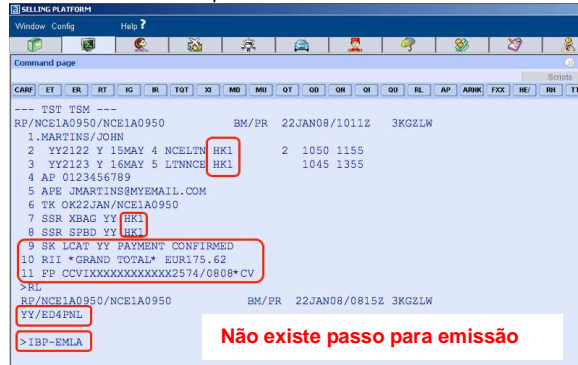 SELLING PLATFORM
Window Config Help ?
Command page
Scripts
CARF ET ER RT IG IR TQT XI MD MU QT QD QN QI QU RL AP ARNK FXX HE/ RH TT
--- TST TSM ---
RP/NCE1A0950/NCE1A0950 BM/PR 22JAN08/1011Z 3KGZLW
1.MARTINS/JOHN
2 YY2122 Y 15MAY 4 NCELTN HK1 2 1050 1155
3 YY2123 Y 16MAY 5 LTNNCE HK1 1045 1355
4 AP 0123456789
5 APE JMARTINS@MYEMAIL.COM
6 TK OK22JAN/NCE1A0950
7 SSR XBAG YY HK1
8 SSR SPBD YY HK1
9 SK LCAT YY PAYMENT CONFIRMED
10 RII *GRAND TOTAL* EUR175.62
11 FP CCVIXXXXXXXXXXXX2574/0808*CV
>RL
RP/NCE1A0950/NCE1A0950 BM/PR 22JAN08/0815Z 3KGZLW
YY/ED4PNL
>IBP-EMLA
Não existe passo para emissão